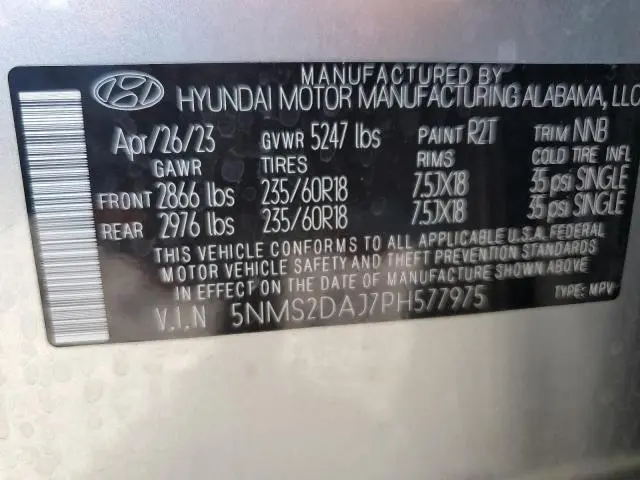 MANUFACTURED BY
HYUNDAI MOTOR MANUFACTURING ALABAMA, LLC
Apr/26/23 GVWR 5247 lbs PAINT R2T TRIM NNB
GAWR TIRES RIMS COLD TIRE INFL
FRONT 2866 lbs 235/60R18 7.5JX18 35 psi SINGLE
REAR 2976 lbs 235/60R18 7.5JX18 35 psi SINGLE
THIS VEHICLE CONFORMS TO ALL APPLICABLE U.S.A. FEDERAL
MOTOR VEHICLE SAFETY AND THEFT PREVENTION STANDARDS
IN EFFECT ON THE DATE OF MANUFACTURE SHOWN ABOVE
V.I.N 5NMS2DAJ7PH577975 TYPE: MPV